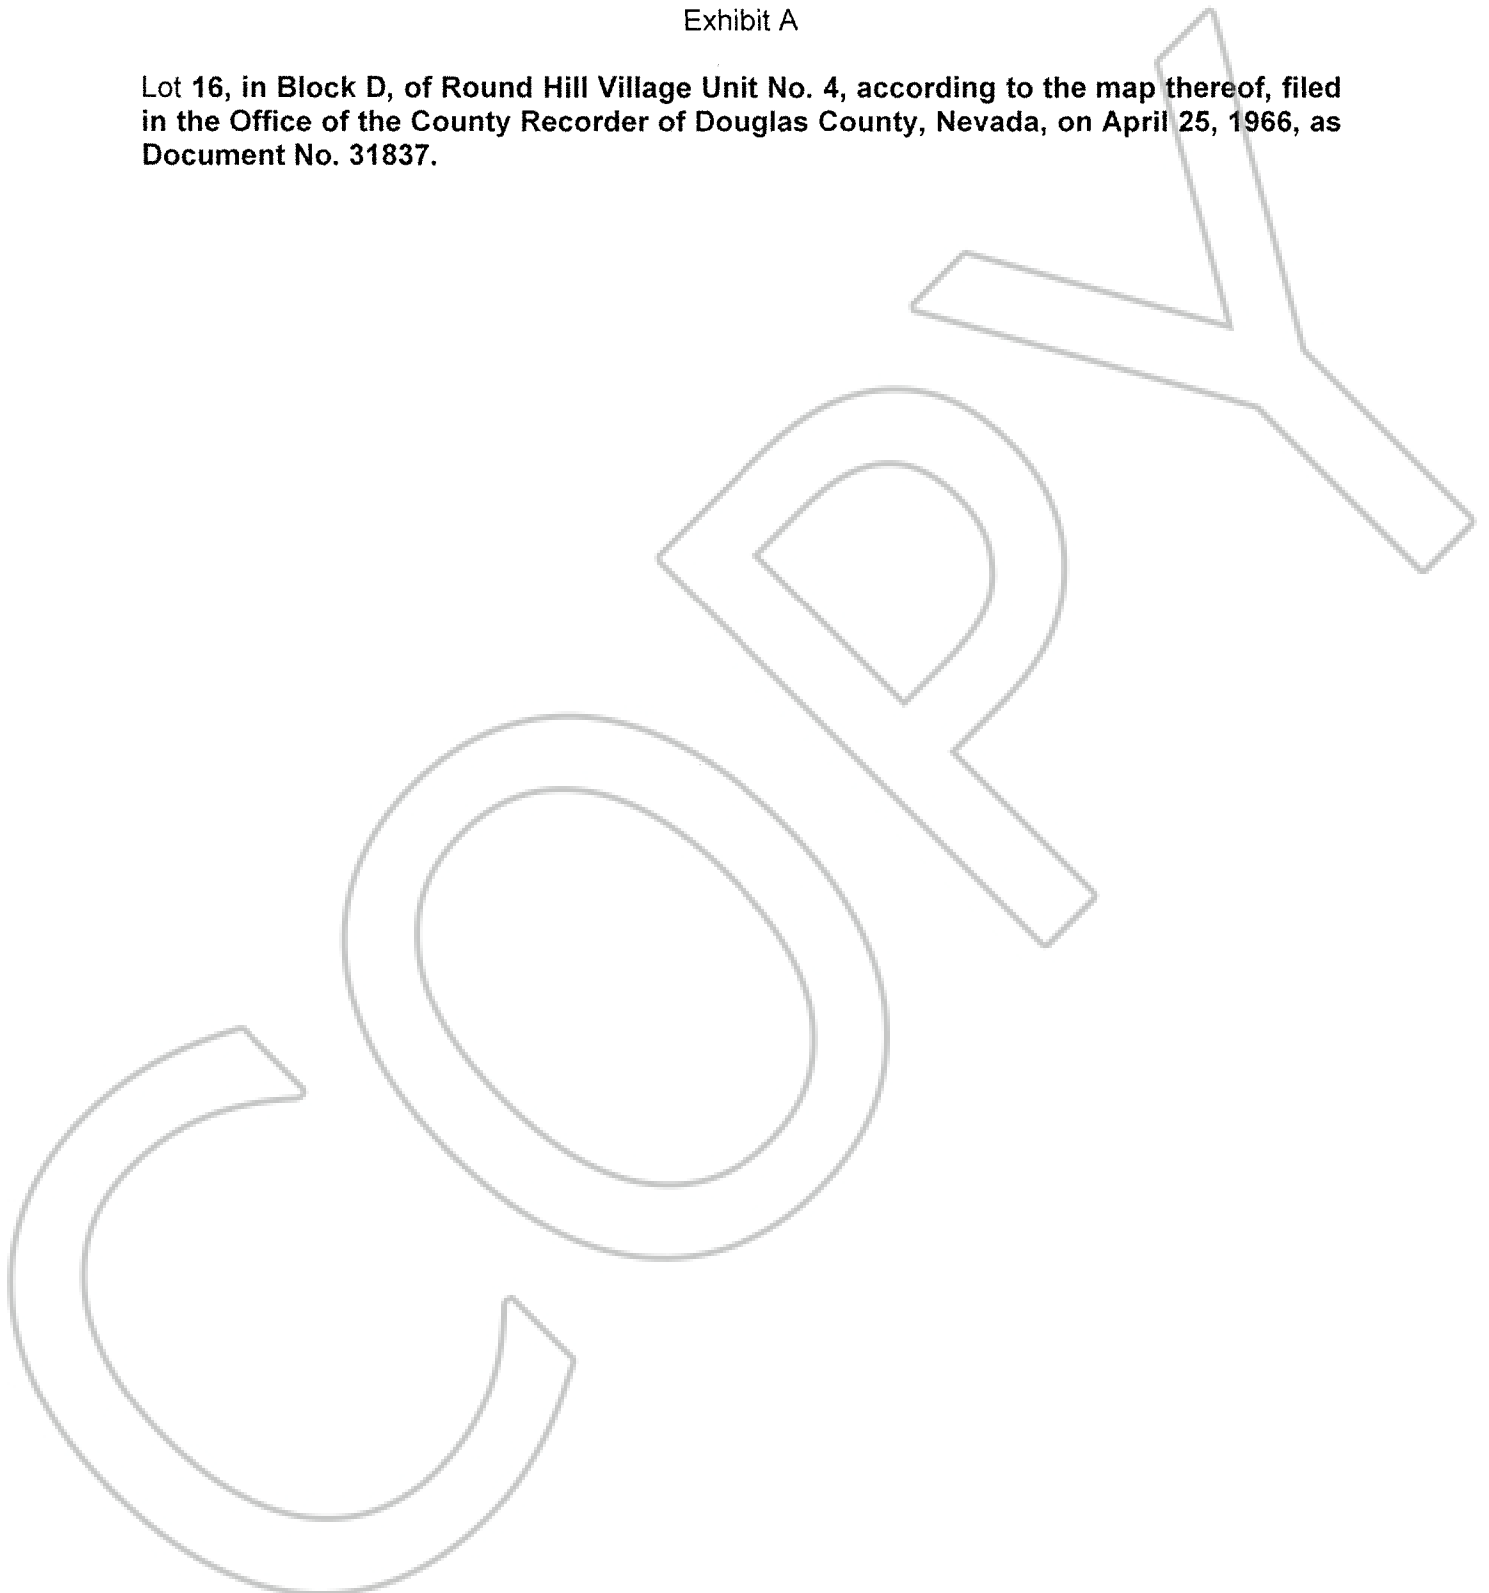 Exhibit A
Lot 16, in Block D, of Round Hill Village Unit No. 4, according to the map thereof, filed
in the Office of the County Recorder of Douglas County, Nevada, on April 25, 1966, as
Document No. 31837.
COPY